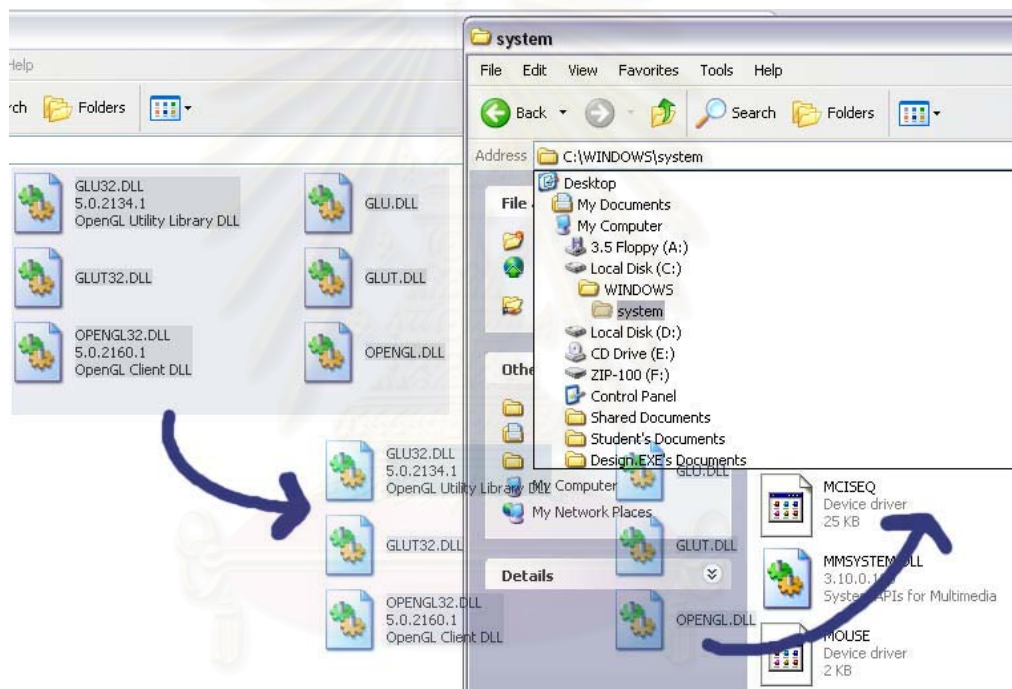 Help
Folders
GLU32.DLL
5.0.2134.1
OpenGL Utility Library DLL
GLU.DLL
GLUT32.DLL
GLUT.DLL
OPENGL32.DLL
5.0.2160.1
OpenGL Client DLL
OPENGL.DLL
system
File Edit View Favorites Tools Help
Back Search Folders
Address C:\WINDOWS\system
Desktop
My Documents
My Computer
3.5 Floppy (A:)
Local Disk (C:)
WINDOWS
system
Local Disk (D:)
CD Drive (E:)
ZIP-100 (F:)
Control Panel
Shared Documents
Student's Documents
Design.EXE's Documents
File
My Computer
My Network Places
Details
GLU32.DLL
5.0.2134.1
OpenGL Utility Library DLL
GLU.DLL
GLUT32.DLL
GLUT.DLL
OPENGL32.DLL
5.0.2160.1
OpenGL Client DLL
OPENGL.DLL
MCISEQ
Device driver
25 KB
MMSYSTEM.DLL
System APIs for Multimedia
MOUSE
Device driver
2 KB